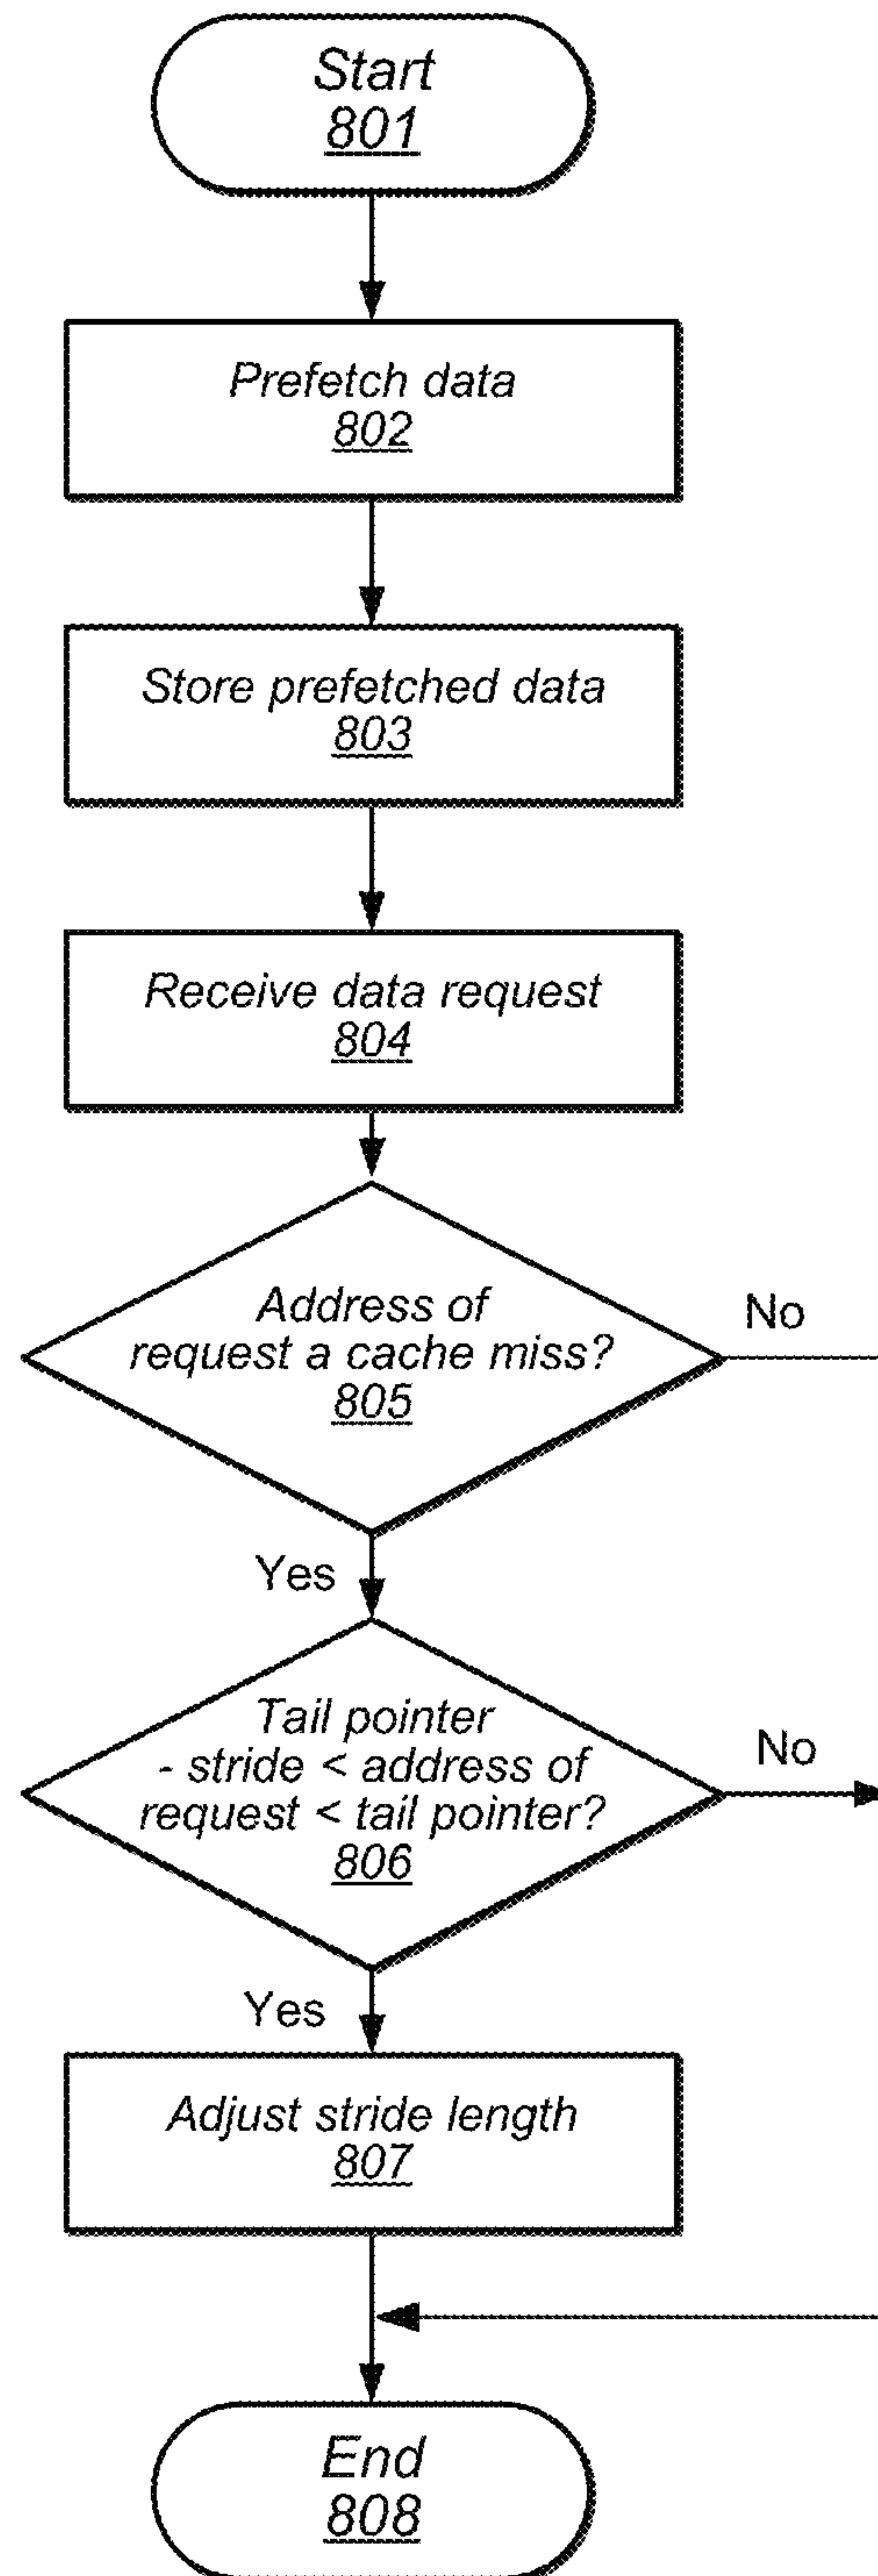 Start
801
Prefetch data
802
Store prefetched data
803
Receive data request
804
Address of
request a cache miss?
805
No
Yes
Tail pointer
- stride < address of
request < tail pointer?
806
No
Yes
Adjust stride length
807
End
808